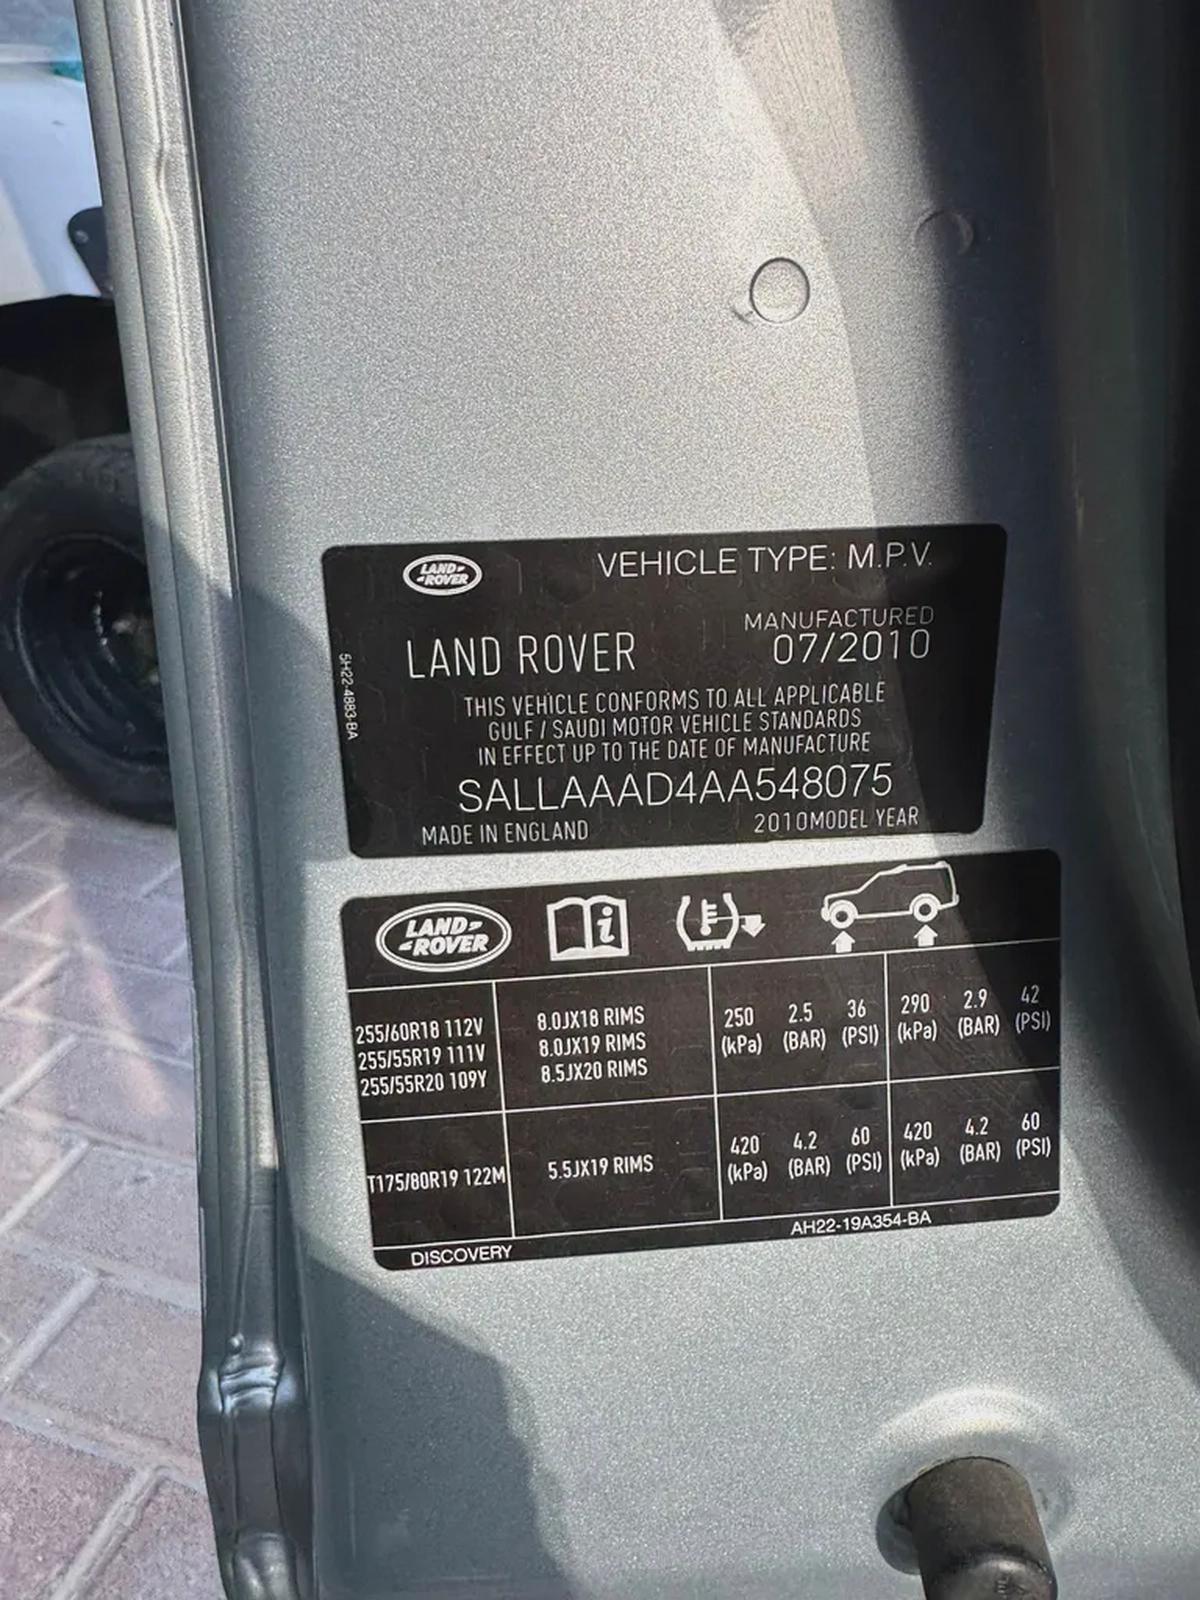 LAND ROVER
VEHICLE TYPE: M.P.V.
MANUFACTURED
LAND ROVER 07/2010
THIS VEHICLE CONFORMS TO ALL APPLICABLE
GULF / SAUDI MOTOR VEHICLE STANDARDS
IN EFFECT UP TO THE DATE OF MANUFACTURE
SALLAAAD4AA548075
MADE IN ENGLAND 2010MODEL YEAR
5H22-4883-BA
LAND ROVER i
255/60R18 112V 8.0JX18 RIMS
255/55R19 111V 8.0JX19 RIMS
255/55R20 109Y 8.5JX20 RIMS
250 2.5 36 290 2.9 42
(kPa) (BAR) (PSI) (kPa) (BAR) (PSI)
T175/80R19 122M 5.5JX19 RIMS
420 4.2 60 420 4.2 60
(kPa) (BAR) (PSI) (kPa) (BAR) (PSI)
DISCOVERY AH22-19A354-BA